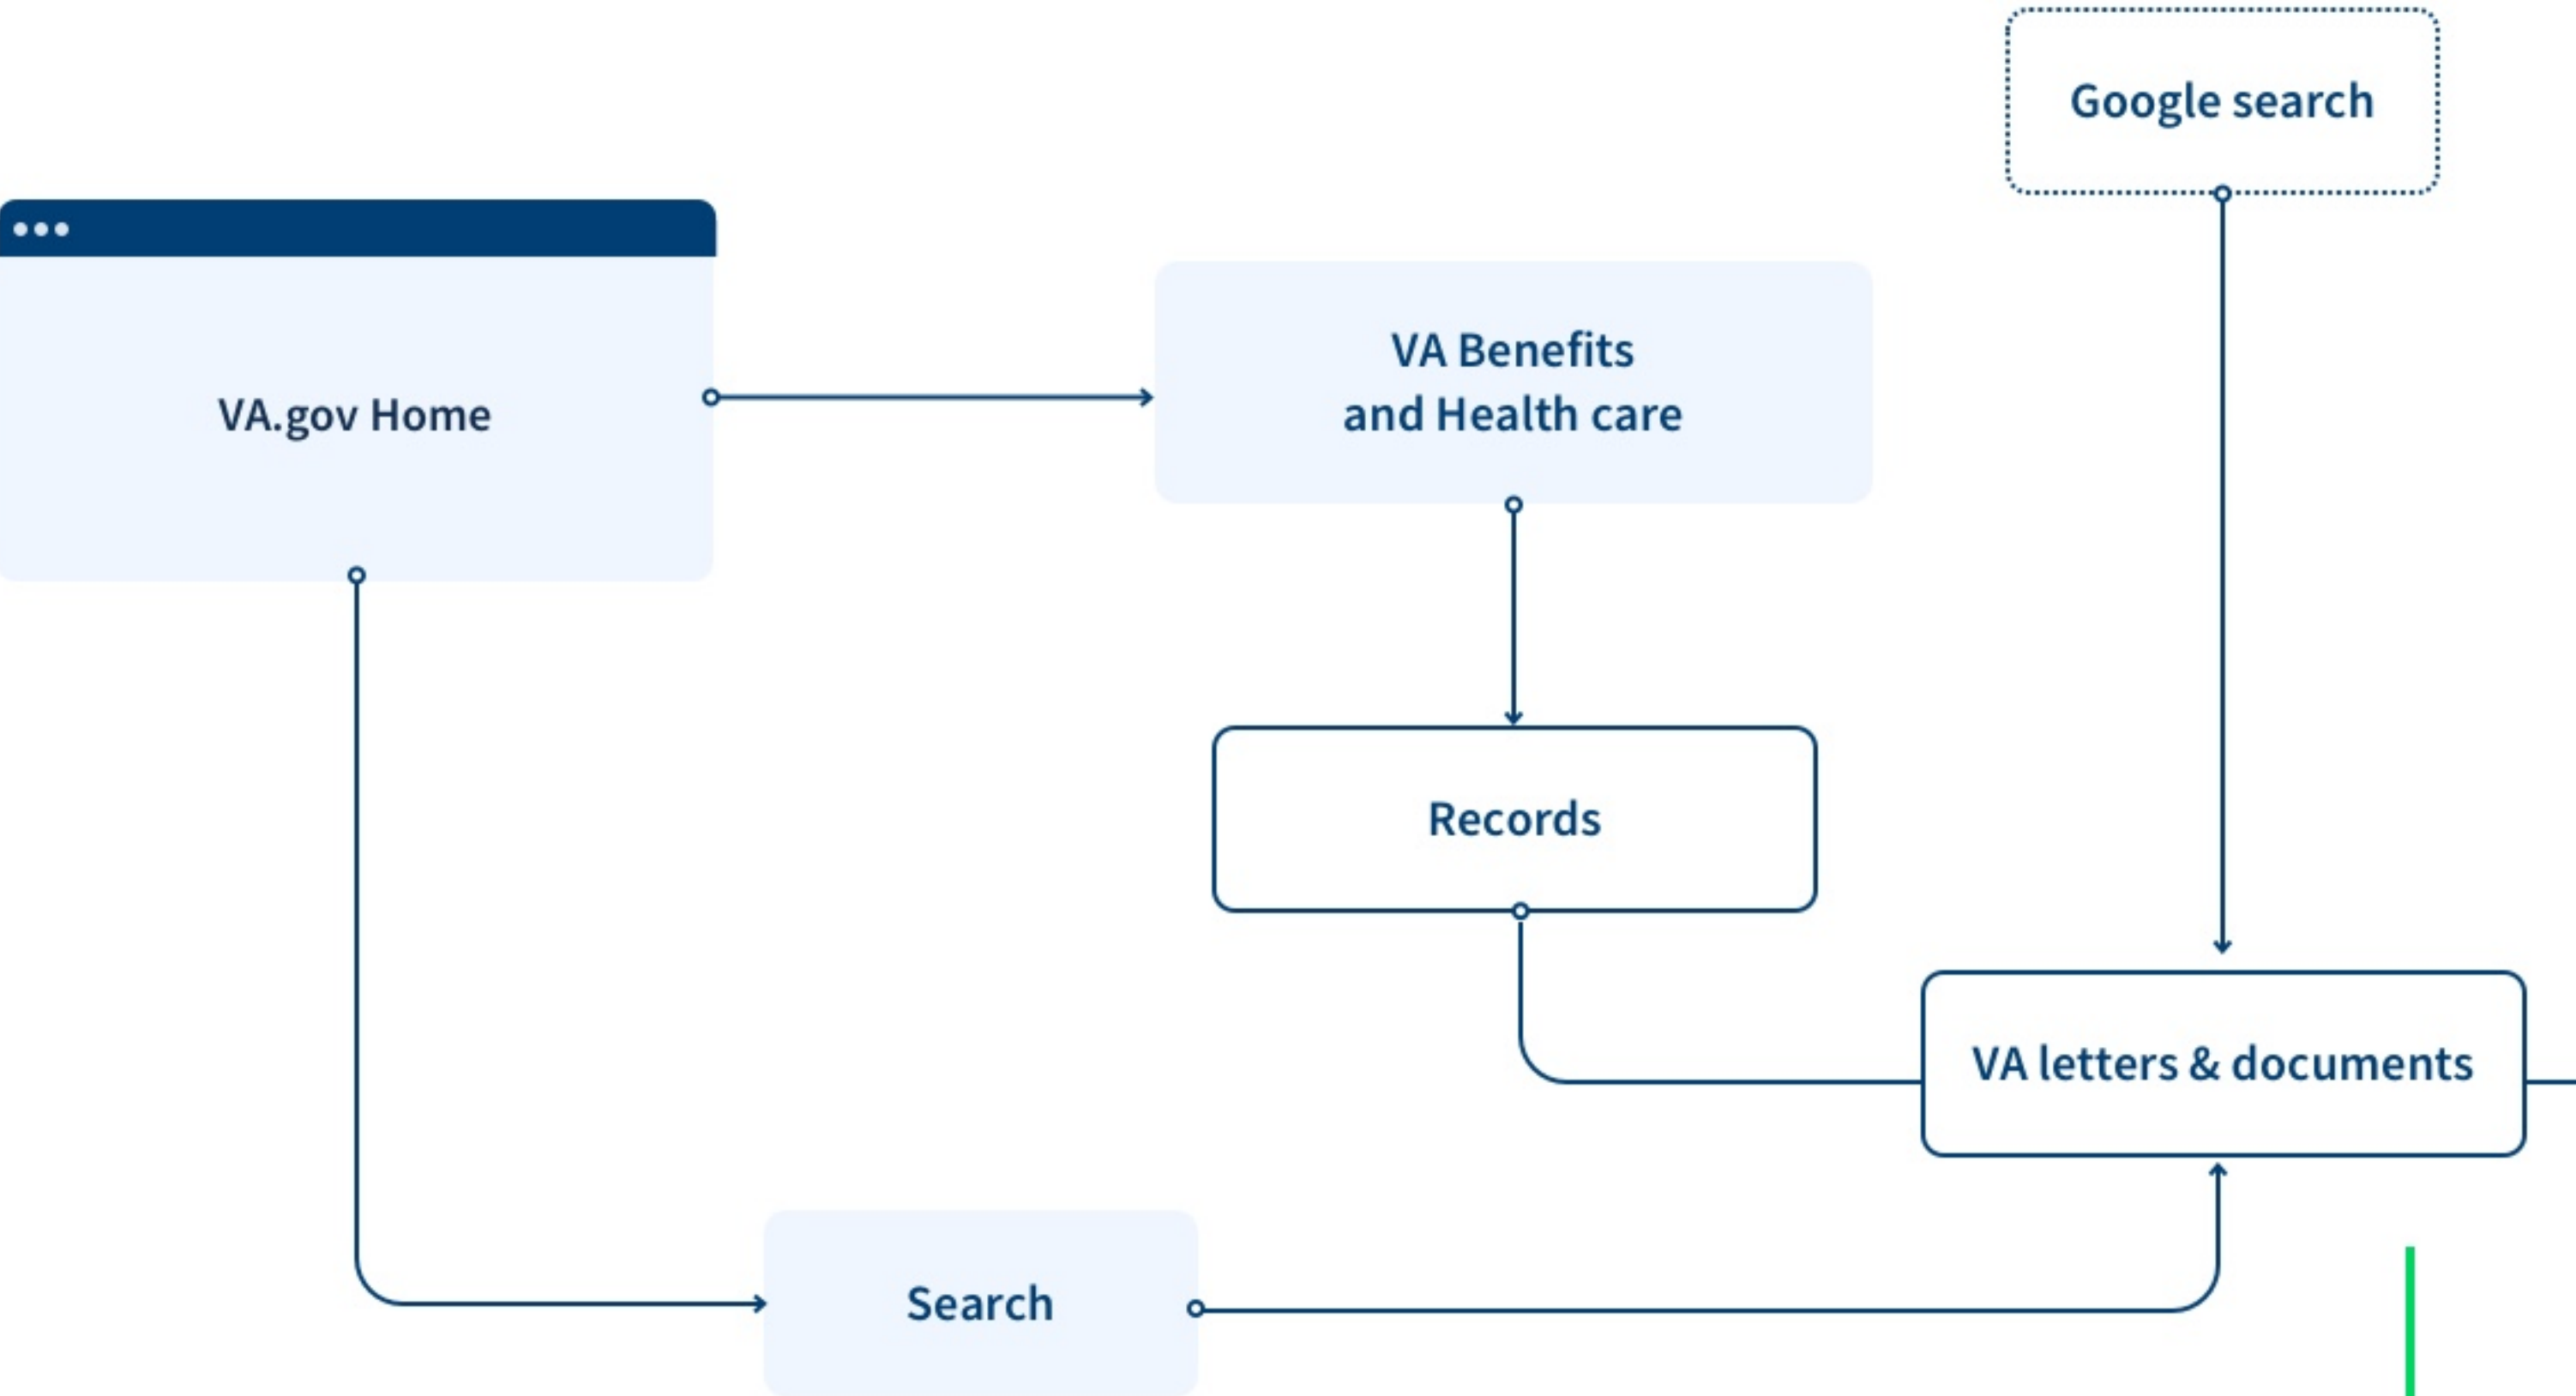 Google search
VA.gov Home
VA Benefits
and Health care
Records
VA letters & documents
Search